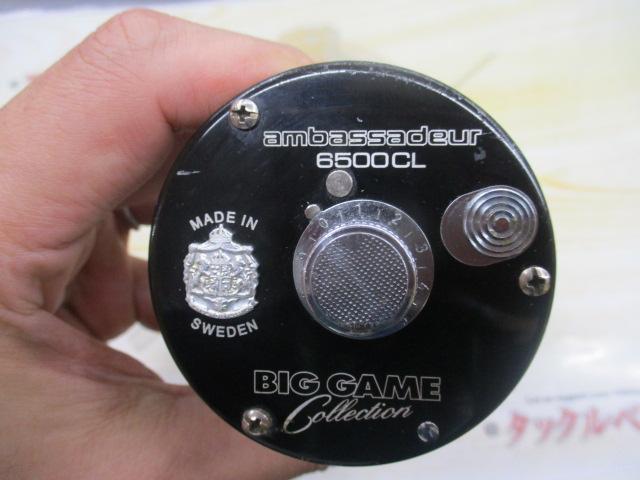 ambassadeur
6500CL
MADE IN
SWEDEN
BIG GAME
Collection
タックルベ